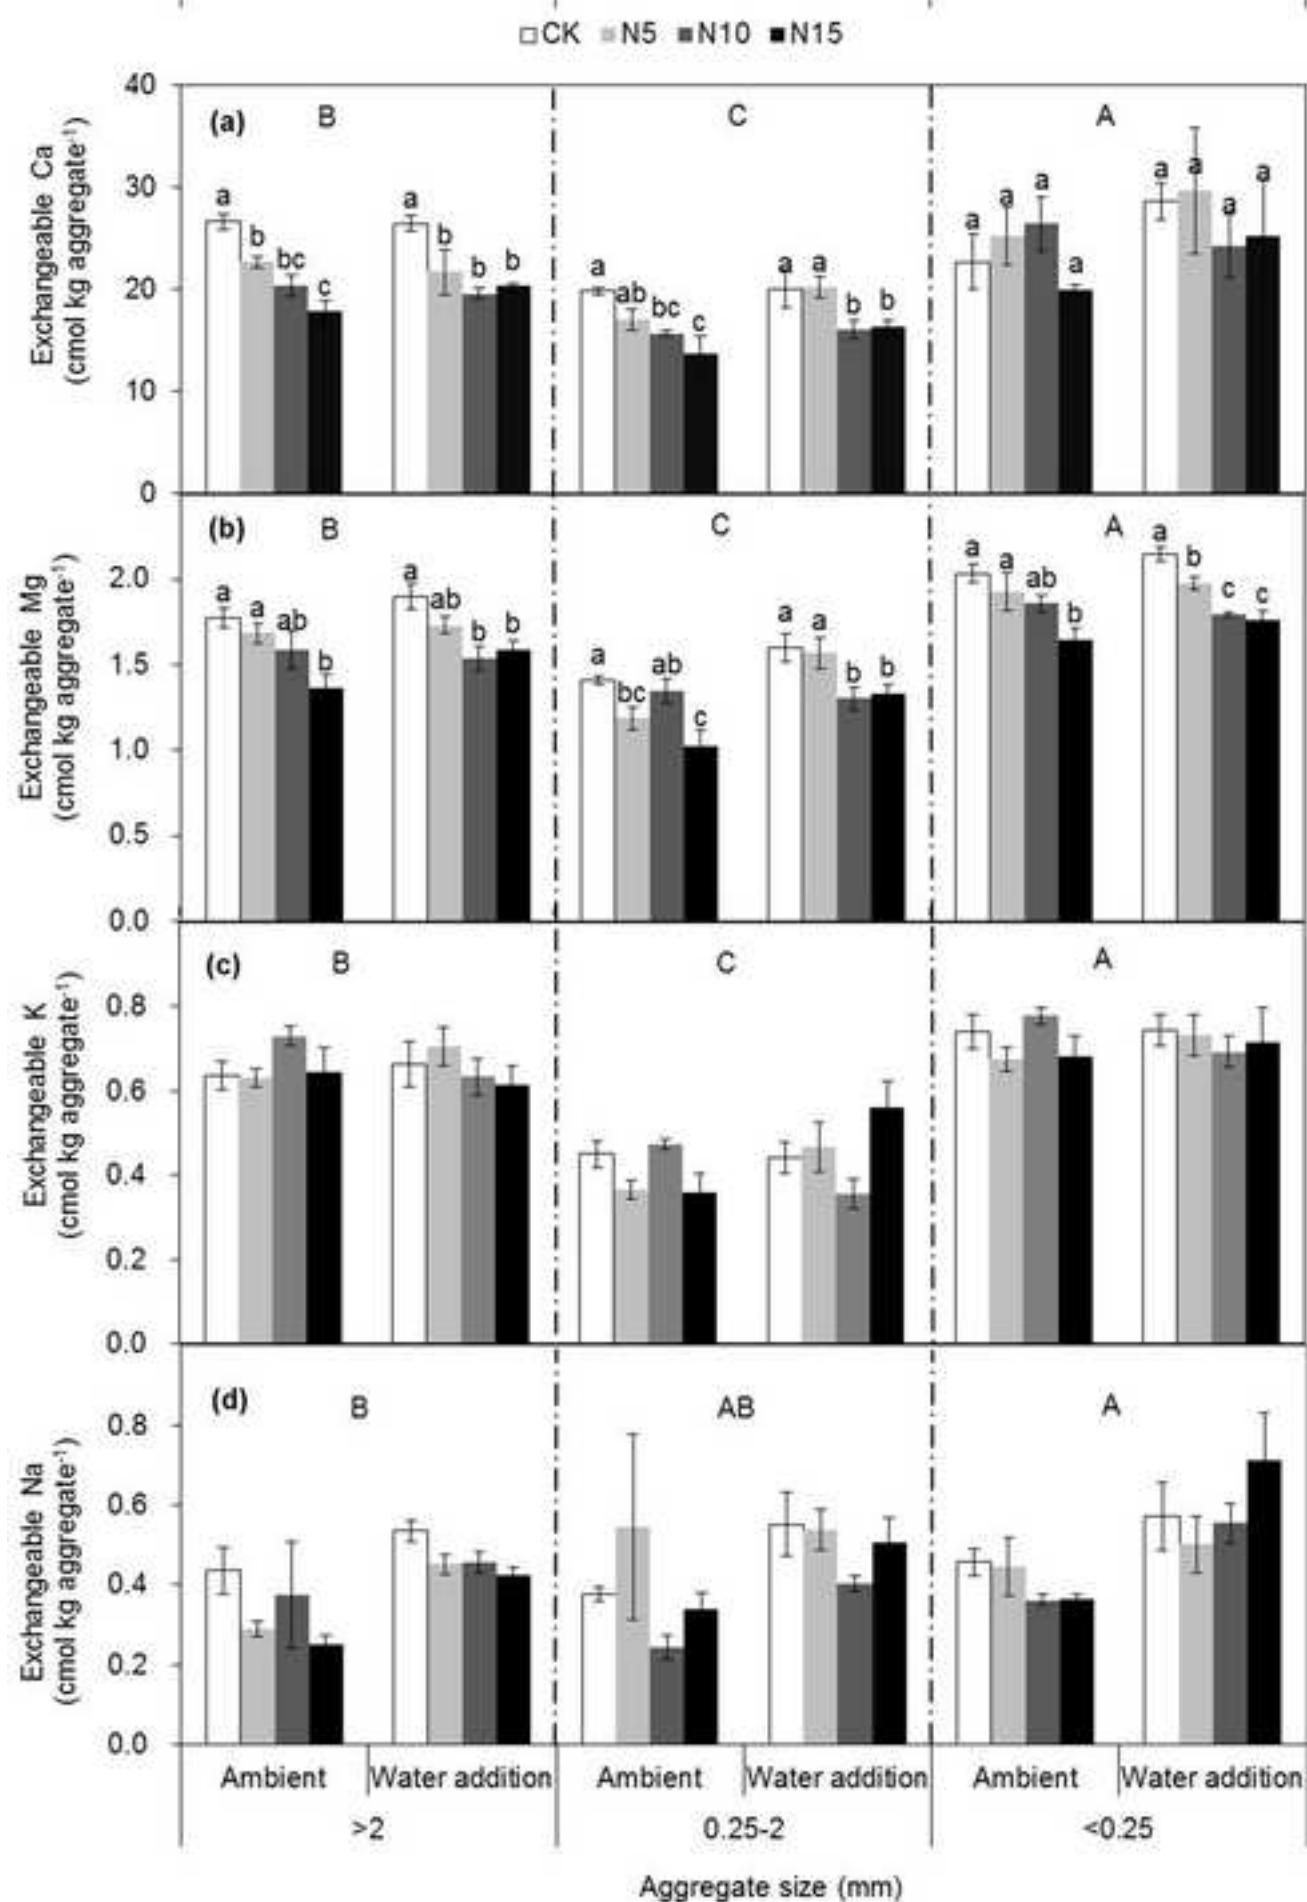 CK N5 N10 N15
Exchangeable Ca
(cmol kg aggregate⁻¹)
40
30
20
10
0
(a) B C A
a b bc c a b b b
a ab bc c a a b b
a a a a a a a a
Exchangeable Mg
(cmol kg aggregate⁻¹)
2.0
1.5
1.0
0.5
0.0
(b) B C A
a a ab b a ab b b
a bc ab c a a b b
a a ab b a b c c
Exchangeable K
(cmol kg aggregate⁻¹)
0.8
0.6
0.4
0.2
0.0
(c) B C A
Exchangeable Na
(cmol kg aggregate⁻¹)
0.8
0.6
0.4
0.2
0.0
(d) B AB A
Ambient Water addition Ambient Water addition Ambient Water addition
>2 0.25-2 <0.25
Aggregate size (mm)